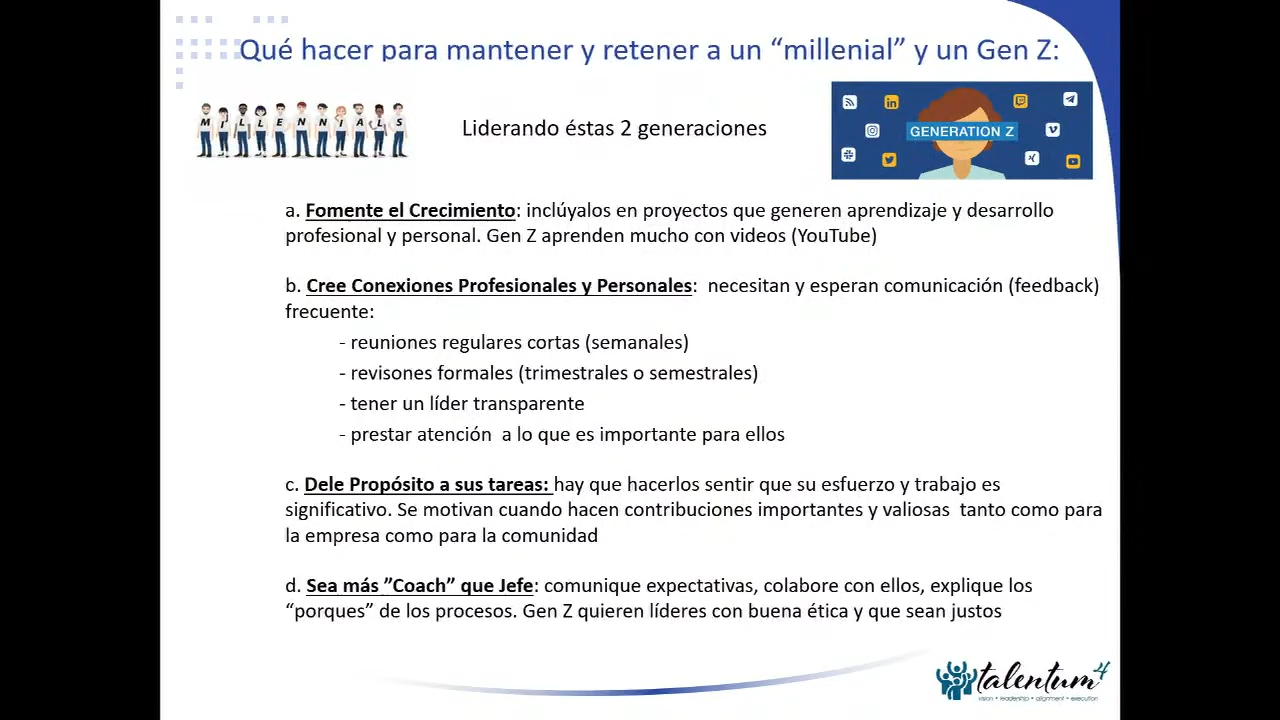 Qué hacer para mantener y retener a un “millenial” y un Gen Z:
MILLENNIALS
Liderando éstas 2 generaciones
GENERATION Z
a. Fomente el Crecimiento: inclúyalos en proyectos que generen aprendizaje y desarrollo
profesional y personal. Gen Z aprenden mucho con videos (YouTube)
b. Cree Conexiones Profesionales y Personales:  necesitan y esperan comunicación (feedback)
frecuente:
- reuniones regulares cortas (semanales)
- revisones formales (trimestrales o semestrales)
- tener un líder transparente
- prestar atención  a lo que es importante para ellos
c. Dele Propósito a sus tareas: hay que hacerlos sentir que su esfuerzo y trabajo es
significativo. Se motivan cuando hacen contribuciones importantes y valiosas  tanto como para
la empresa como para la comunidad
d. Sea más ”Coach” que Jefe: comunique expectativas, colabore con ellos, explique los
“porques” de los procesos. Gen Z quieren líderes con buena ética y que sean justos
talentum4
vision • leadership • alignment • execution